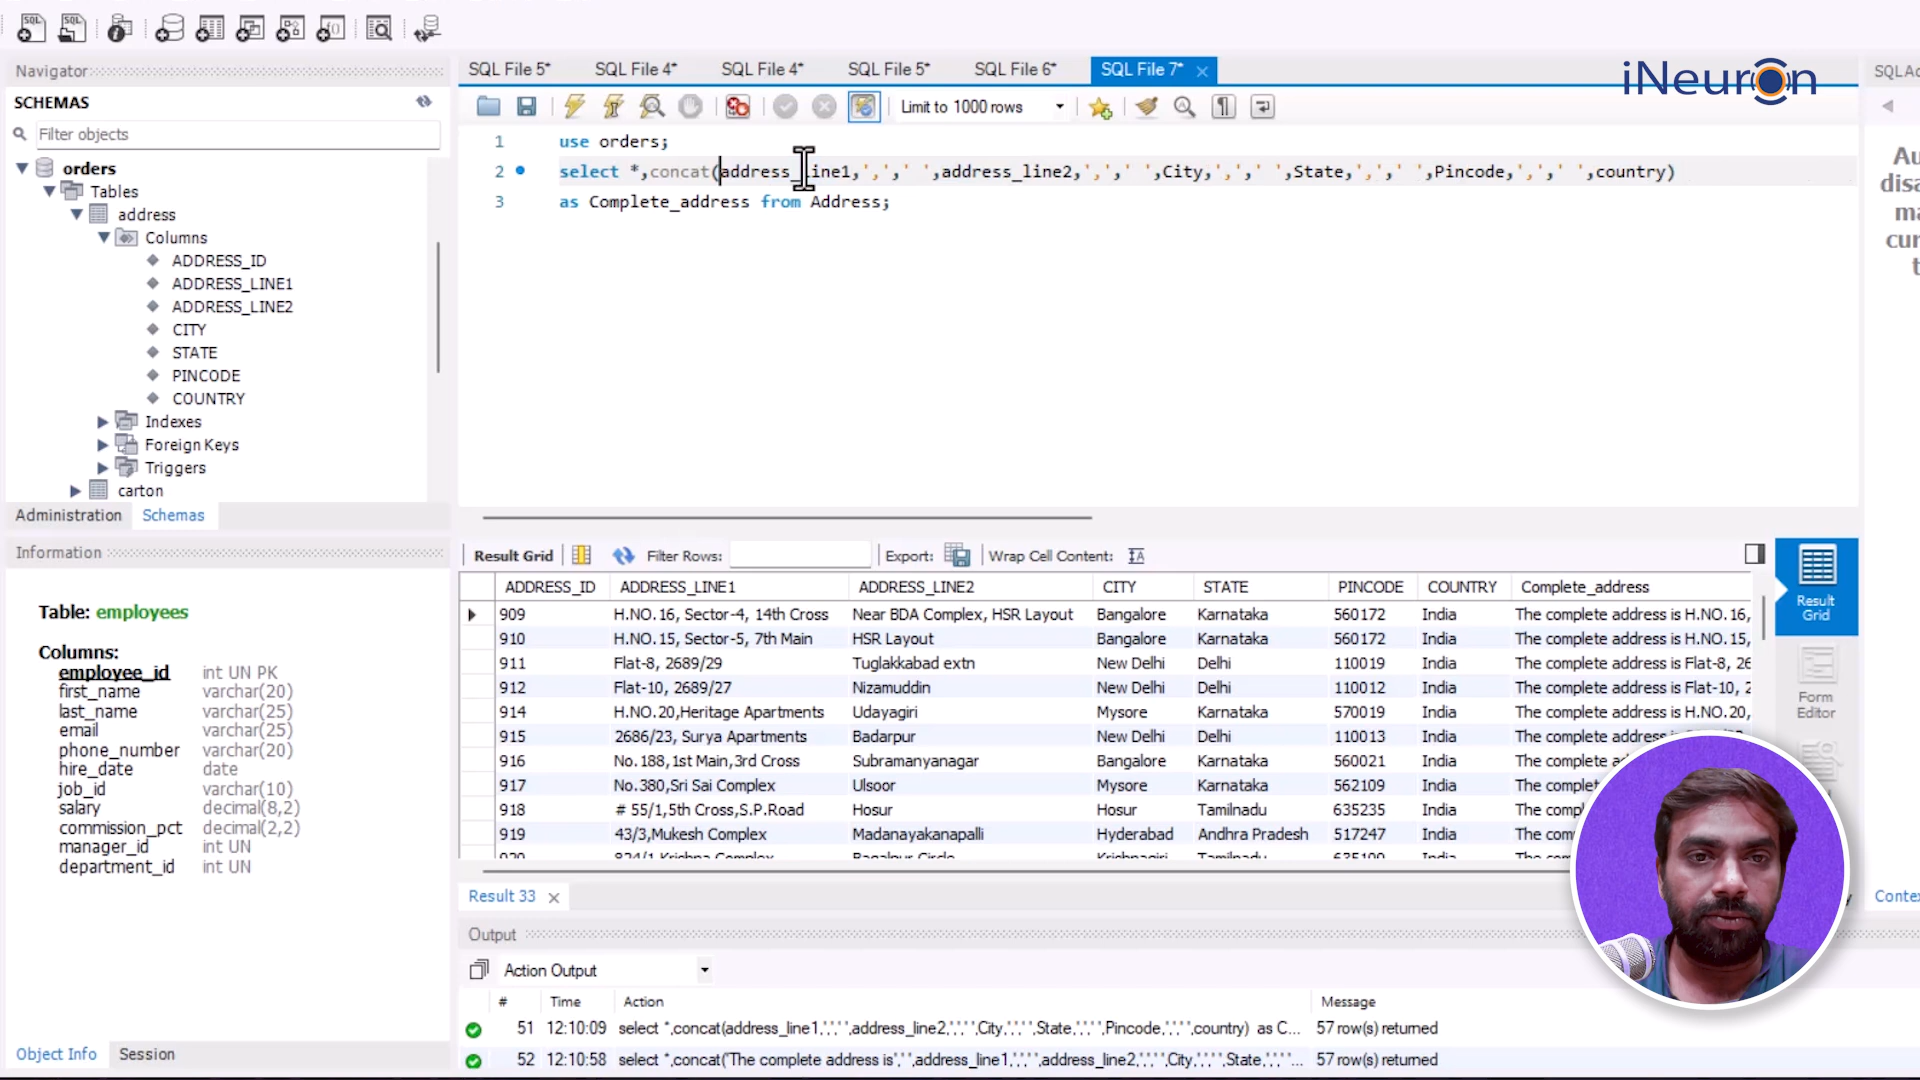 Navigator
SCHEMAS
Filter objects
orders
Tables
address
Columns
ADDRESS_ID
ADDRESS_LINE1
ADDRESS_LINE2
CITY
STATE
PINCODE
COUNTRY
Indexes
Foreign Keys
Triggers
carton
Administration Schemas
Information
Table: employees
Columns:
employee_id int UN PK
first_name varchar(20)
last_name varchar(25)
email varchar(25)
phone_number varchar(20)
hire_date date
job_id varchar(10)
salary decimal(8,2)
commission_pct decimal(2,2)
manager_id int UN
department_id int UN
Object Info Session
SQL File 5* SQL File 4* SQL File 4* SQL File 5* SQL File 6* SQL File 7*
iNeuron
Limit to 1000 rows
1 use orders;
2 select *,concat(address_line1,',',' ',address_line2,',',' ',City,',',' ',State,',',' ',Pincode,',',' ',country)
3 as Complete_address from Address;
Result Grid Filter Rows: Export: Wrap Cell Content:
ADDRESS_ID ADDRESS_LINE1 ADDRESS_LINE2 CITY STATE PINCODE COUNTRY Complete_address
909 H.NO.16, Sector-4, 14th Cross Near BDA Complex, HSR Layout Bangalore Karnataka 560172 India The complete address is H.NO.16,
910 H.NO.15, Sector-5, 7th Main HSR Layout Bangalore Karnataka 560172 India The complete address is H.NO.15,
911 Flat-8, 2689/29 Tuglakkabad extn New Delhi Delhi 110019 India The complete address is Flat-8, 26
912 Flat-10, 2689/27 Nizamuddin New Delhi Delhi 110012 India The complete address is Flat-10, 2
914 H.NO.20,Heritage Apartments Udayagiri Mysore Karnataka 570019 India The complete address is H.NO.20,
915 2686/23, Surya Apartments Badarpur New Delhi Delhi 110013 India The complete address is
916 No.188,1st Main,3rd Cross Subramanyanagar Bangalore Karnataka 560021 India The complete
917 No.380,Sri Sai Complex Ulsoor Mysore Karnataka 562109 India The complet
918 # 55/1,5th Cross,S.P.Road Hosur Hosur Tamilnadu 635235 India The comp
919 43/3,Mukesh Complex Madanayakanapalli Hyderabad Andhra Pradesh 517247 India The com
Result Grid
Form Editor
Result 33
Output
Action Output
# Time Action Message
51 12:10:09 select *,concat(address_line1,',',' ',address_line2,',',' ',City,',',' ',State,',',' ',Pincode,',',' ',country) as C... 57 row(s) returned
52 12:10:58 select *,concat('The complete address is',' ',address_line1,',',' ',address_line2,',',' ',City,',',' ',State,',',' '... 57 row(s) returned